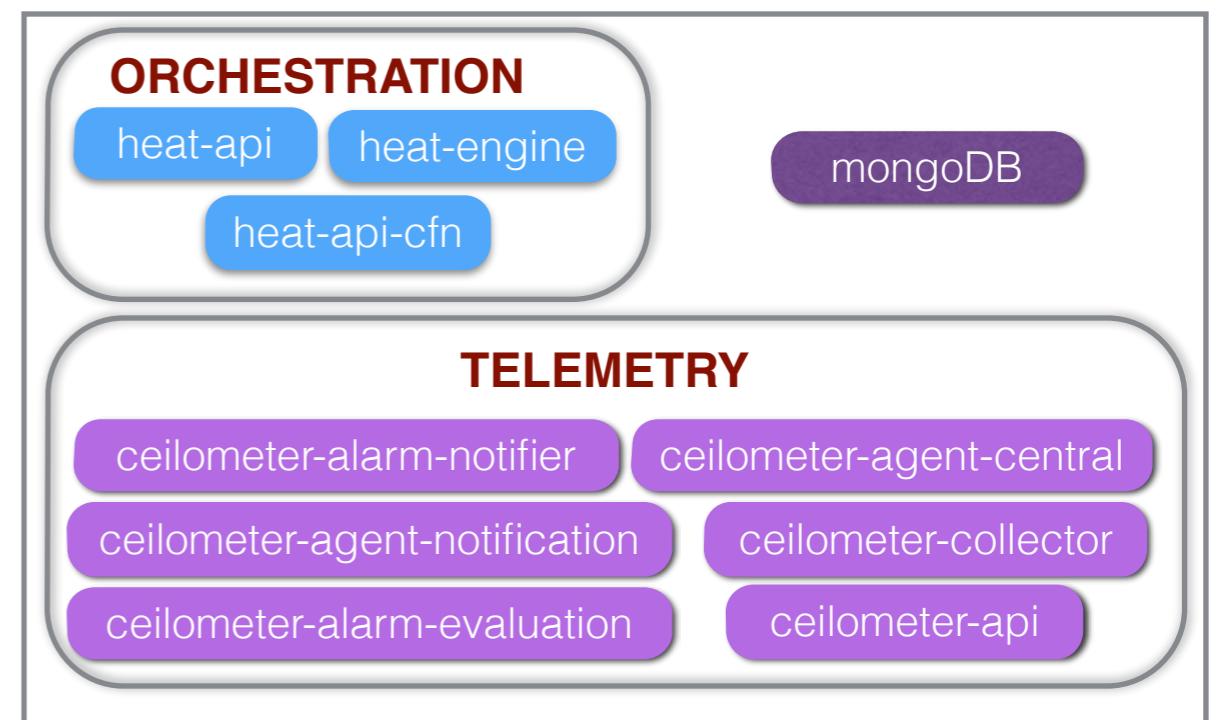 ORCHESTRATION
heat-api
heat-engine
heat-api-cfn
mongoDB
TELEMETRY
ceilometer-alarm-notifier
ceilometer-agent-central
ceilometer-agent-notification
ceilometer-collector
ceilometer-alarm-evaluation
ceilometer-api